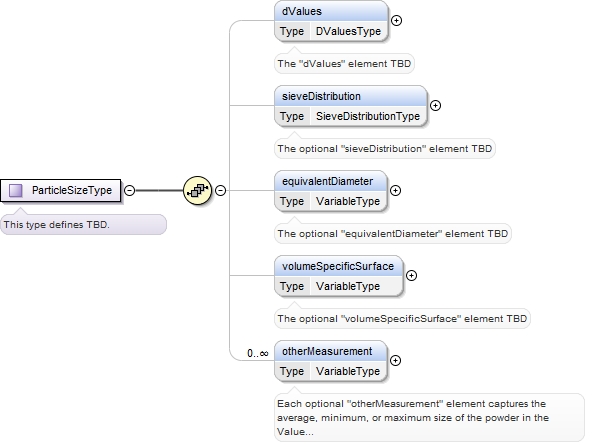 dValues
Type DValuesType
The "dValues" element TBD
sieveDistribution
Type SieveDistributionType
The optional "sieveDistribution" element TBD
ParticleSizeType
This type defines TBD.
equivalentDiameter
Type VariableType
The optional "equivalentDiameter" element TBD
volumeSpecificSurface
Type VariableType
The optional "volumeSpecificSurface" element TBD
0..∞
otherMeasurement
Type VariableType
Each optional "otherMeasurement" element captures the
average, minimum, or maximum size of the powder in the
Value...